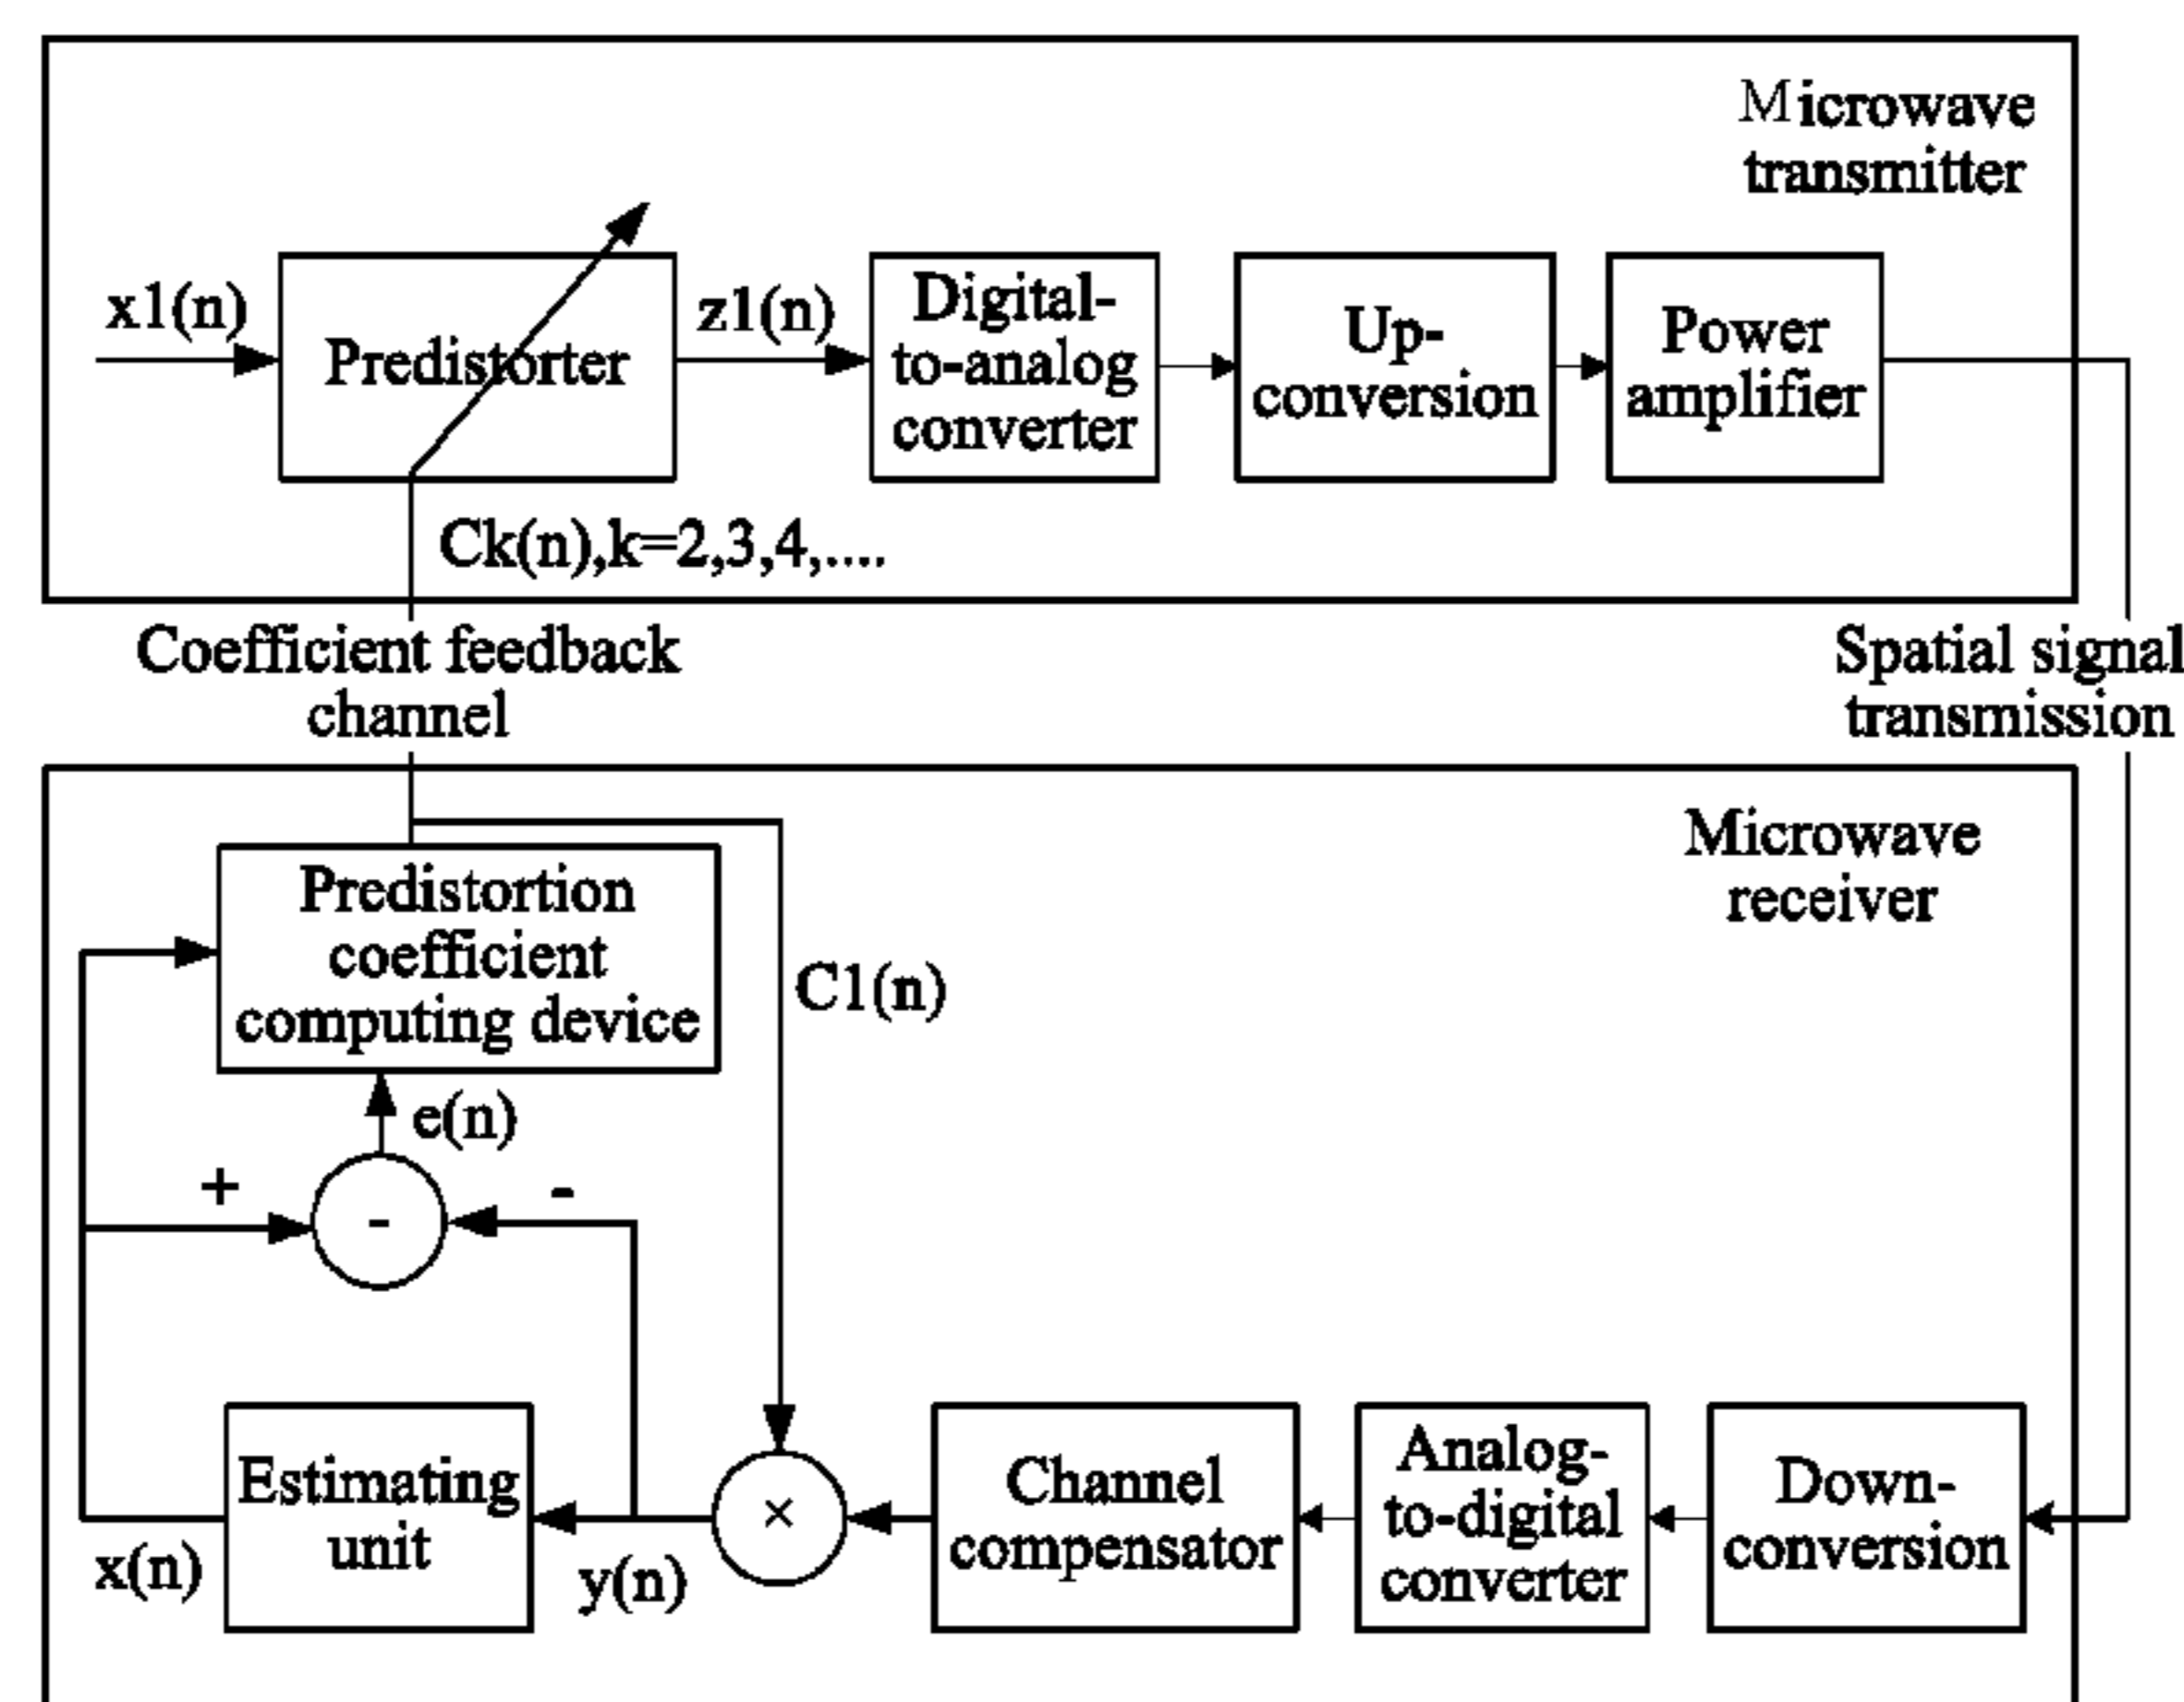 Microwave
transmitter
x1(n)
Predistorter
z1(n)
Digital-
to-analog
converter
Up-
conversion
Power
amplifier
Ck(n),k=2,3,4,....
Coefficient feedback
channel
Spatial signal
transmission
Microwave
receiver
Predistortion
coefficient
computing device
C1(n)
e(n)
+
-
-
Estimating
unit
x(n)
y(n)
×
Channel
compensator
Analog-
to-digital
converter
Down-
conversion